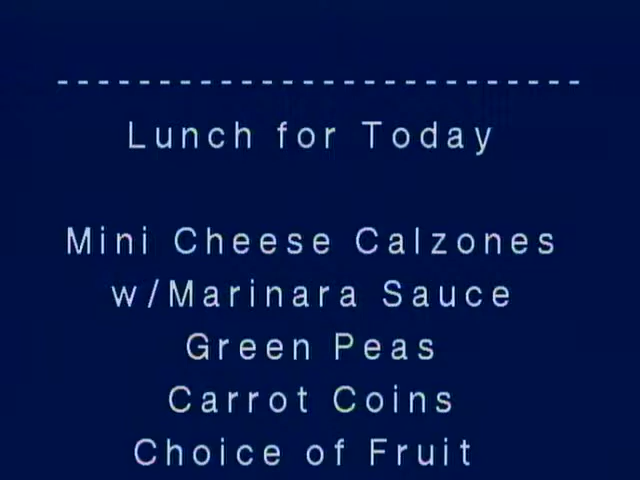 --------------------------
Lunch for Today
Mini Cheese Calzones
w/Marinara Sauce
Green Peas
Carrot Coins
Choice of Fruit